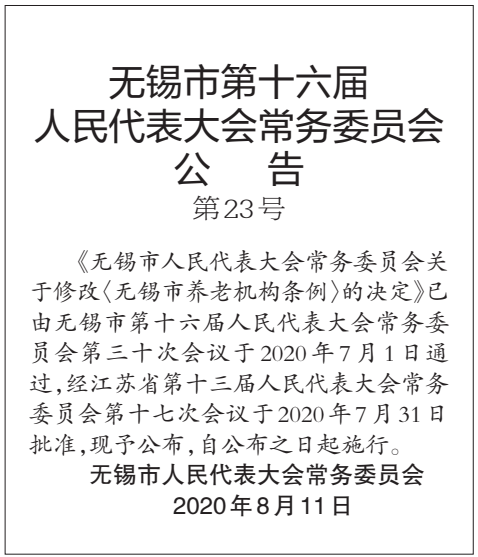 无锡市第十六届
人民代表大会常务委员会
公 告
第23号
《无锡市人民代表大会常务委员会关
于修改〈无锡市养老机构条例〉的决定》已
由无锡市第十六届人民代表大会常务委
员会第三十次会议于2020年7月1日通
过,经江苏省第十三届人民代表大会常务
委员会第十七次会议于2020年7月31日
批准,现予公布,自公布之日起施行。
无锡市人民代表大会常务委员会
2020年8月11日